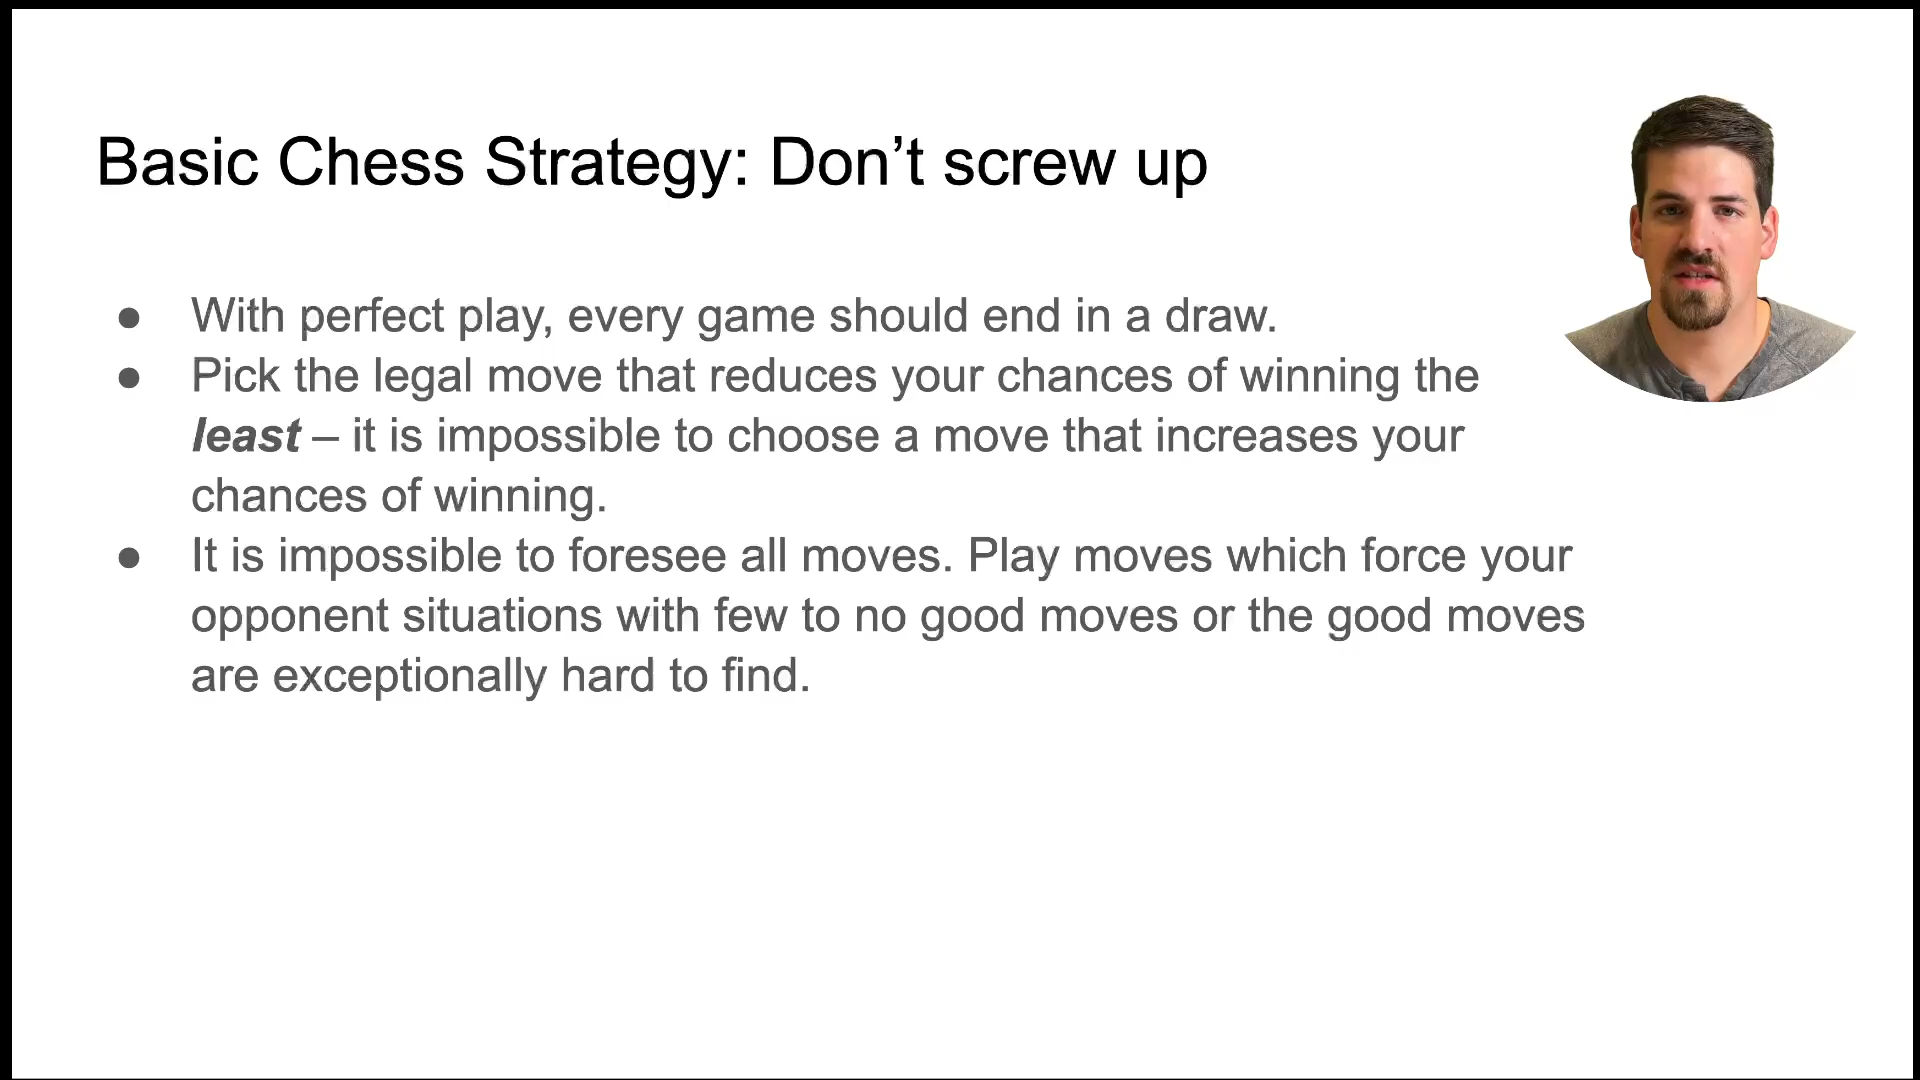 Basic Chess Strategy: Don’t screw up
● With perfect play, every game should end in a draw.
● Pick the legal move that reduces your chances of winning the
least – it is impossible to choose a move that increases your
chances of winning.
● It is impossible to foresee all moves. Play moves which force your
opponent situations with few to no good moves or the good moves
are exceptionally hard to find.